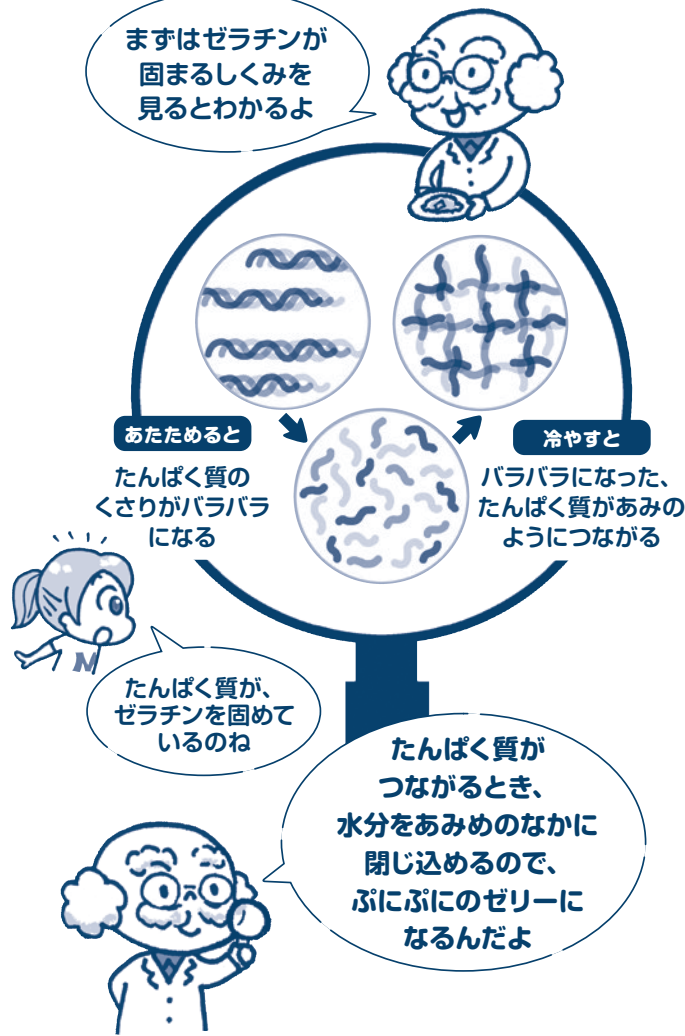 まずはゼラチンが
固まるしくみを
見るとわかるよ
あたためると
たんぱく質の
くさりがバラバラ
になる
冷やすと
バラバラになった、
たんぱく質があみの
ようにつながる
M
たんぱく質が、
ゼラチンを固めて
いるのね
たんぱく質が
つながるとき、
水分をあみめのなかに
閉じ込めるので、
ぷにぷにのゼリーに
なるんだよ